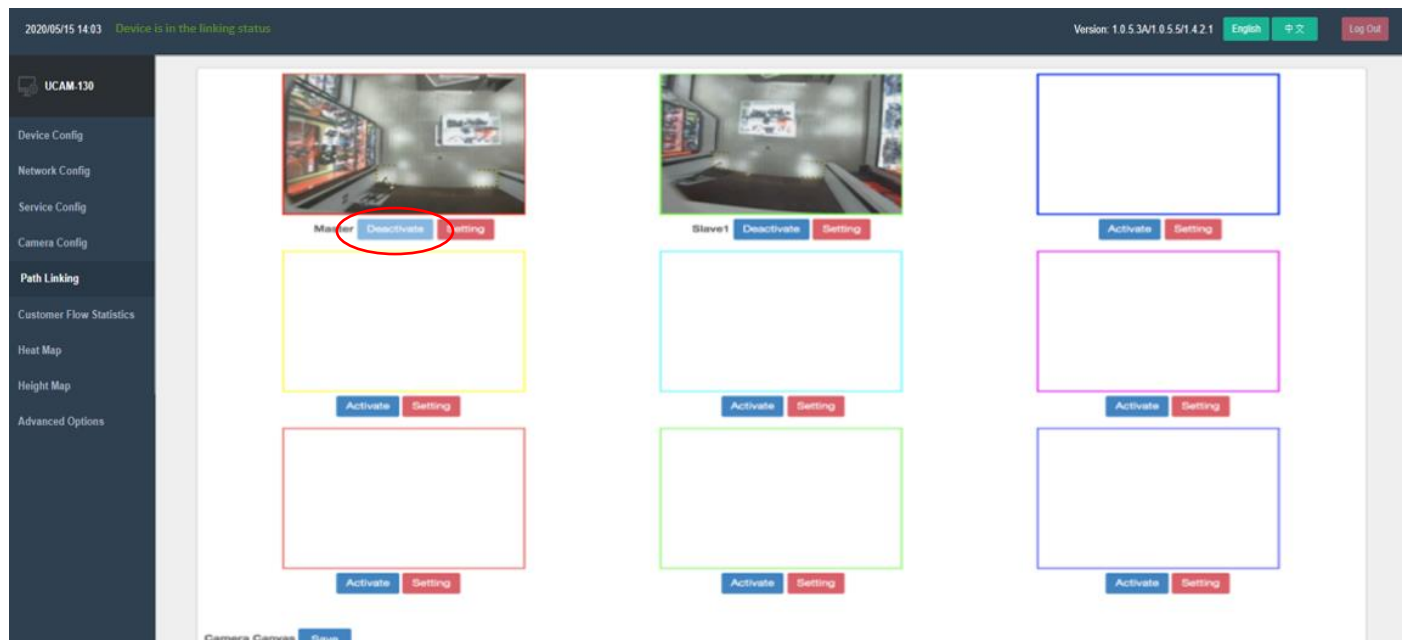 2020/05/15 14:03 Device is in the linking status Version: 1.0.5.3A/1.0.5.5/1.4.2.1 English 中文 Log Out
UCAM-130
Device Config
Network Config
Service Config
Camera Config
Path Linking
Customer Flow Statistics
Heat Map
Height Map
Advanced Options
Master Deactivate Setting Slave1 Deactivate Setting Activate Setting
Activate Setting Activate Setting Activate Setting
Activate Setting Activate Setting Activate Setting
Camera Canvas Save